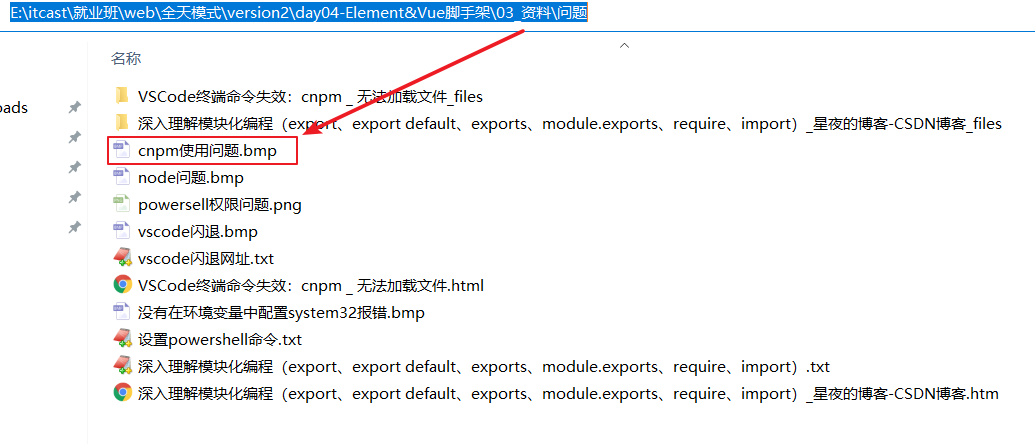 E:\itcast\就业班\web\全天模式\version2\day04-Element&Vue脚手架\03_资料\问题
名称
oads
VSCode终端命令失效：cnpm _ 无法加载文件_files
深入理解模块化编程（export、export default、exports、module.exports、require、import）_星夜的博客-CSDN博客_files
cnpm使用问题.bmp
node问题.bmp
powersell权限问题.png
vscode闪退.bmp
vscode闪退网址.txt
VSCode终端命令失效：cnpm _ 无法加载文件.html
没有在环境变量中配置system32报错.bmp
设置powershell命令.txt
深入理解模块化编程（export、export default、exports、module.exports、require、import）.txt
深入理解模块化编程（export、export default、exports、module.exports、require、import）_星夜的博客-CSDN博客.htm